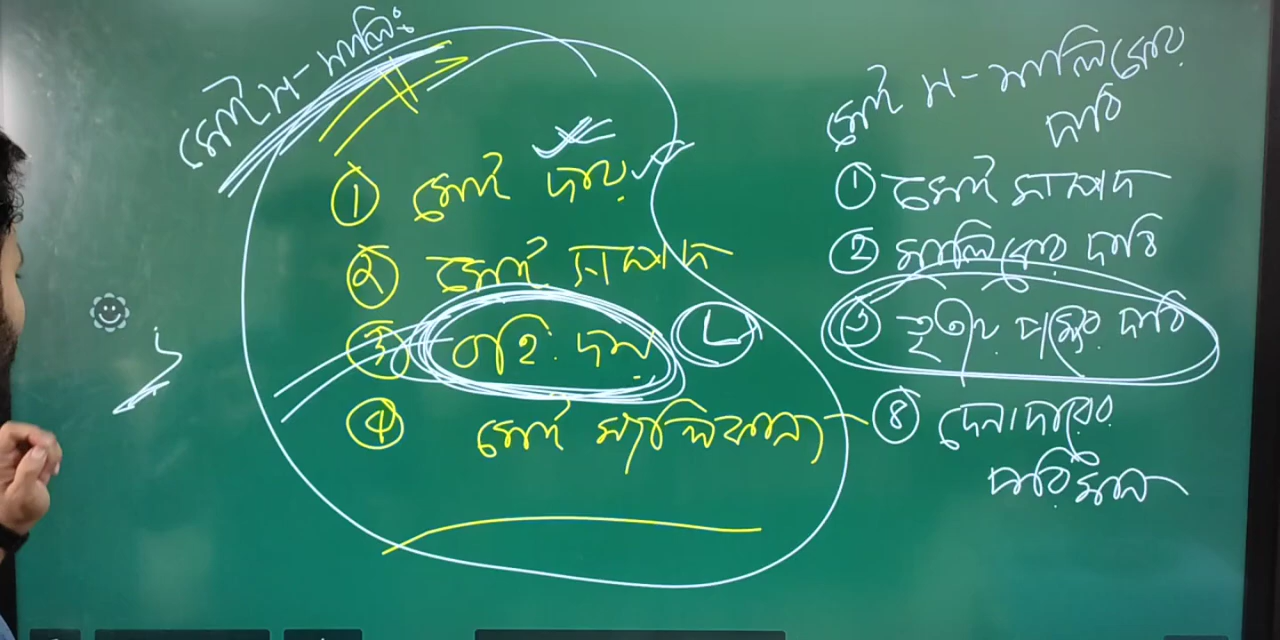 মোট স - মালিঃ
① মোট দায়
② মোট সম্পদ
③ বহিঃ দায় L
④ মোট মালিকানা
মোট স - মালিকের
দাবি
① মোট সম্পদ
② মালিকের দাবি
③ তৃতীয় পক্ষের দাবি
④ দেনাদারের
দাবি